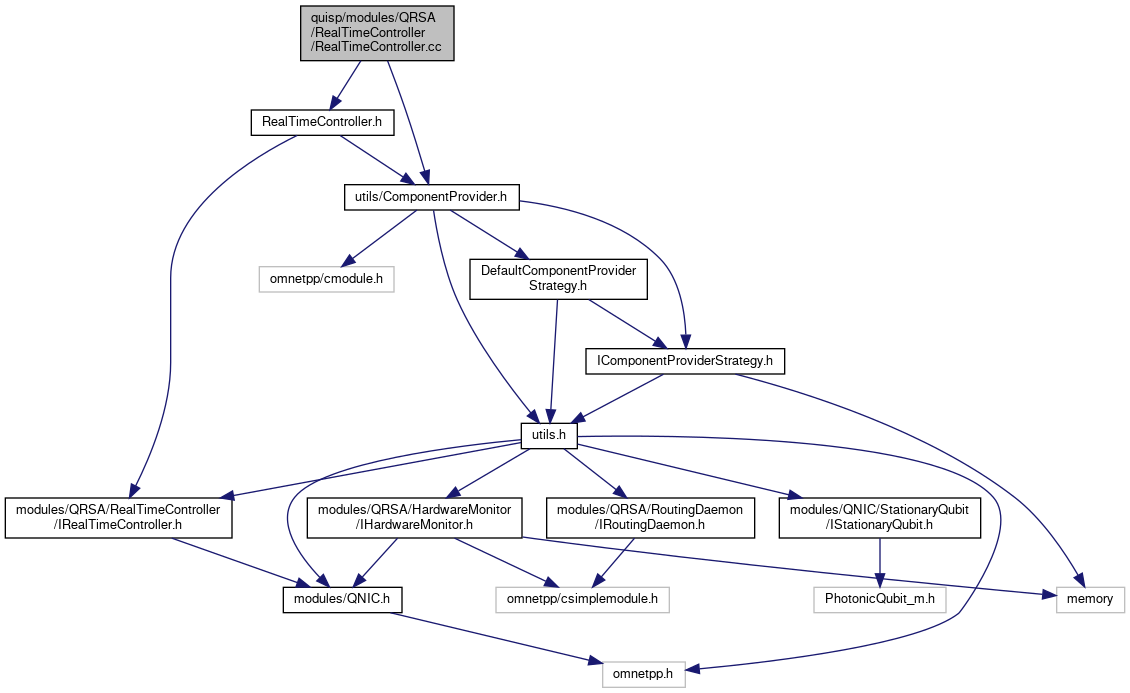 quisp/modules/QRSA
/RealTimeController
/RealTimeController.cc
RealTimeController.h
utils/ComponentProvider.h
omnetpp/cmodule.h
DefaultComponentProvider
Strategy.h
IComponentProviderStrategy.h
utils.h
modules/QRSA/RealTimeController
/IRealTimeController.h
modules/QRSA/HardwareMonitor
/IHardwareMonitor.h
modules/QRSA/RoutingDaemon
/IRoutingDaemon.h
modules/QNIC/StationaryQubit
/IStationaryQubit.h
modules/QNIC.h
omnetpp/csimplemodule.h
PhotonicQubit_m.h
memory
omnetpp.h